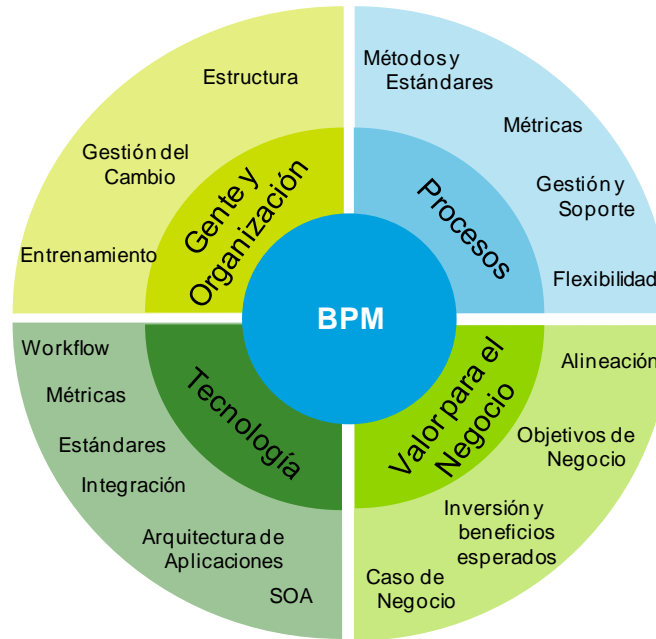 Estructura
Gestión del
Cambio
Entrenamiento
Gente y
Organización
Métodos y
Estándares
Métricas
Gestión y
Soporte
Flexibilidad
Procesos
BPM
Workflow
Métricas
Estándares
Integración
Arquitectura de
Aplicaciones
SOA
Tecnología
Valor para el
Negocio
Alineación
Objetivos de
Negocio
Inversión y
beneficios
esperados
Caso de
Negocio